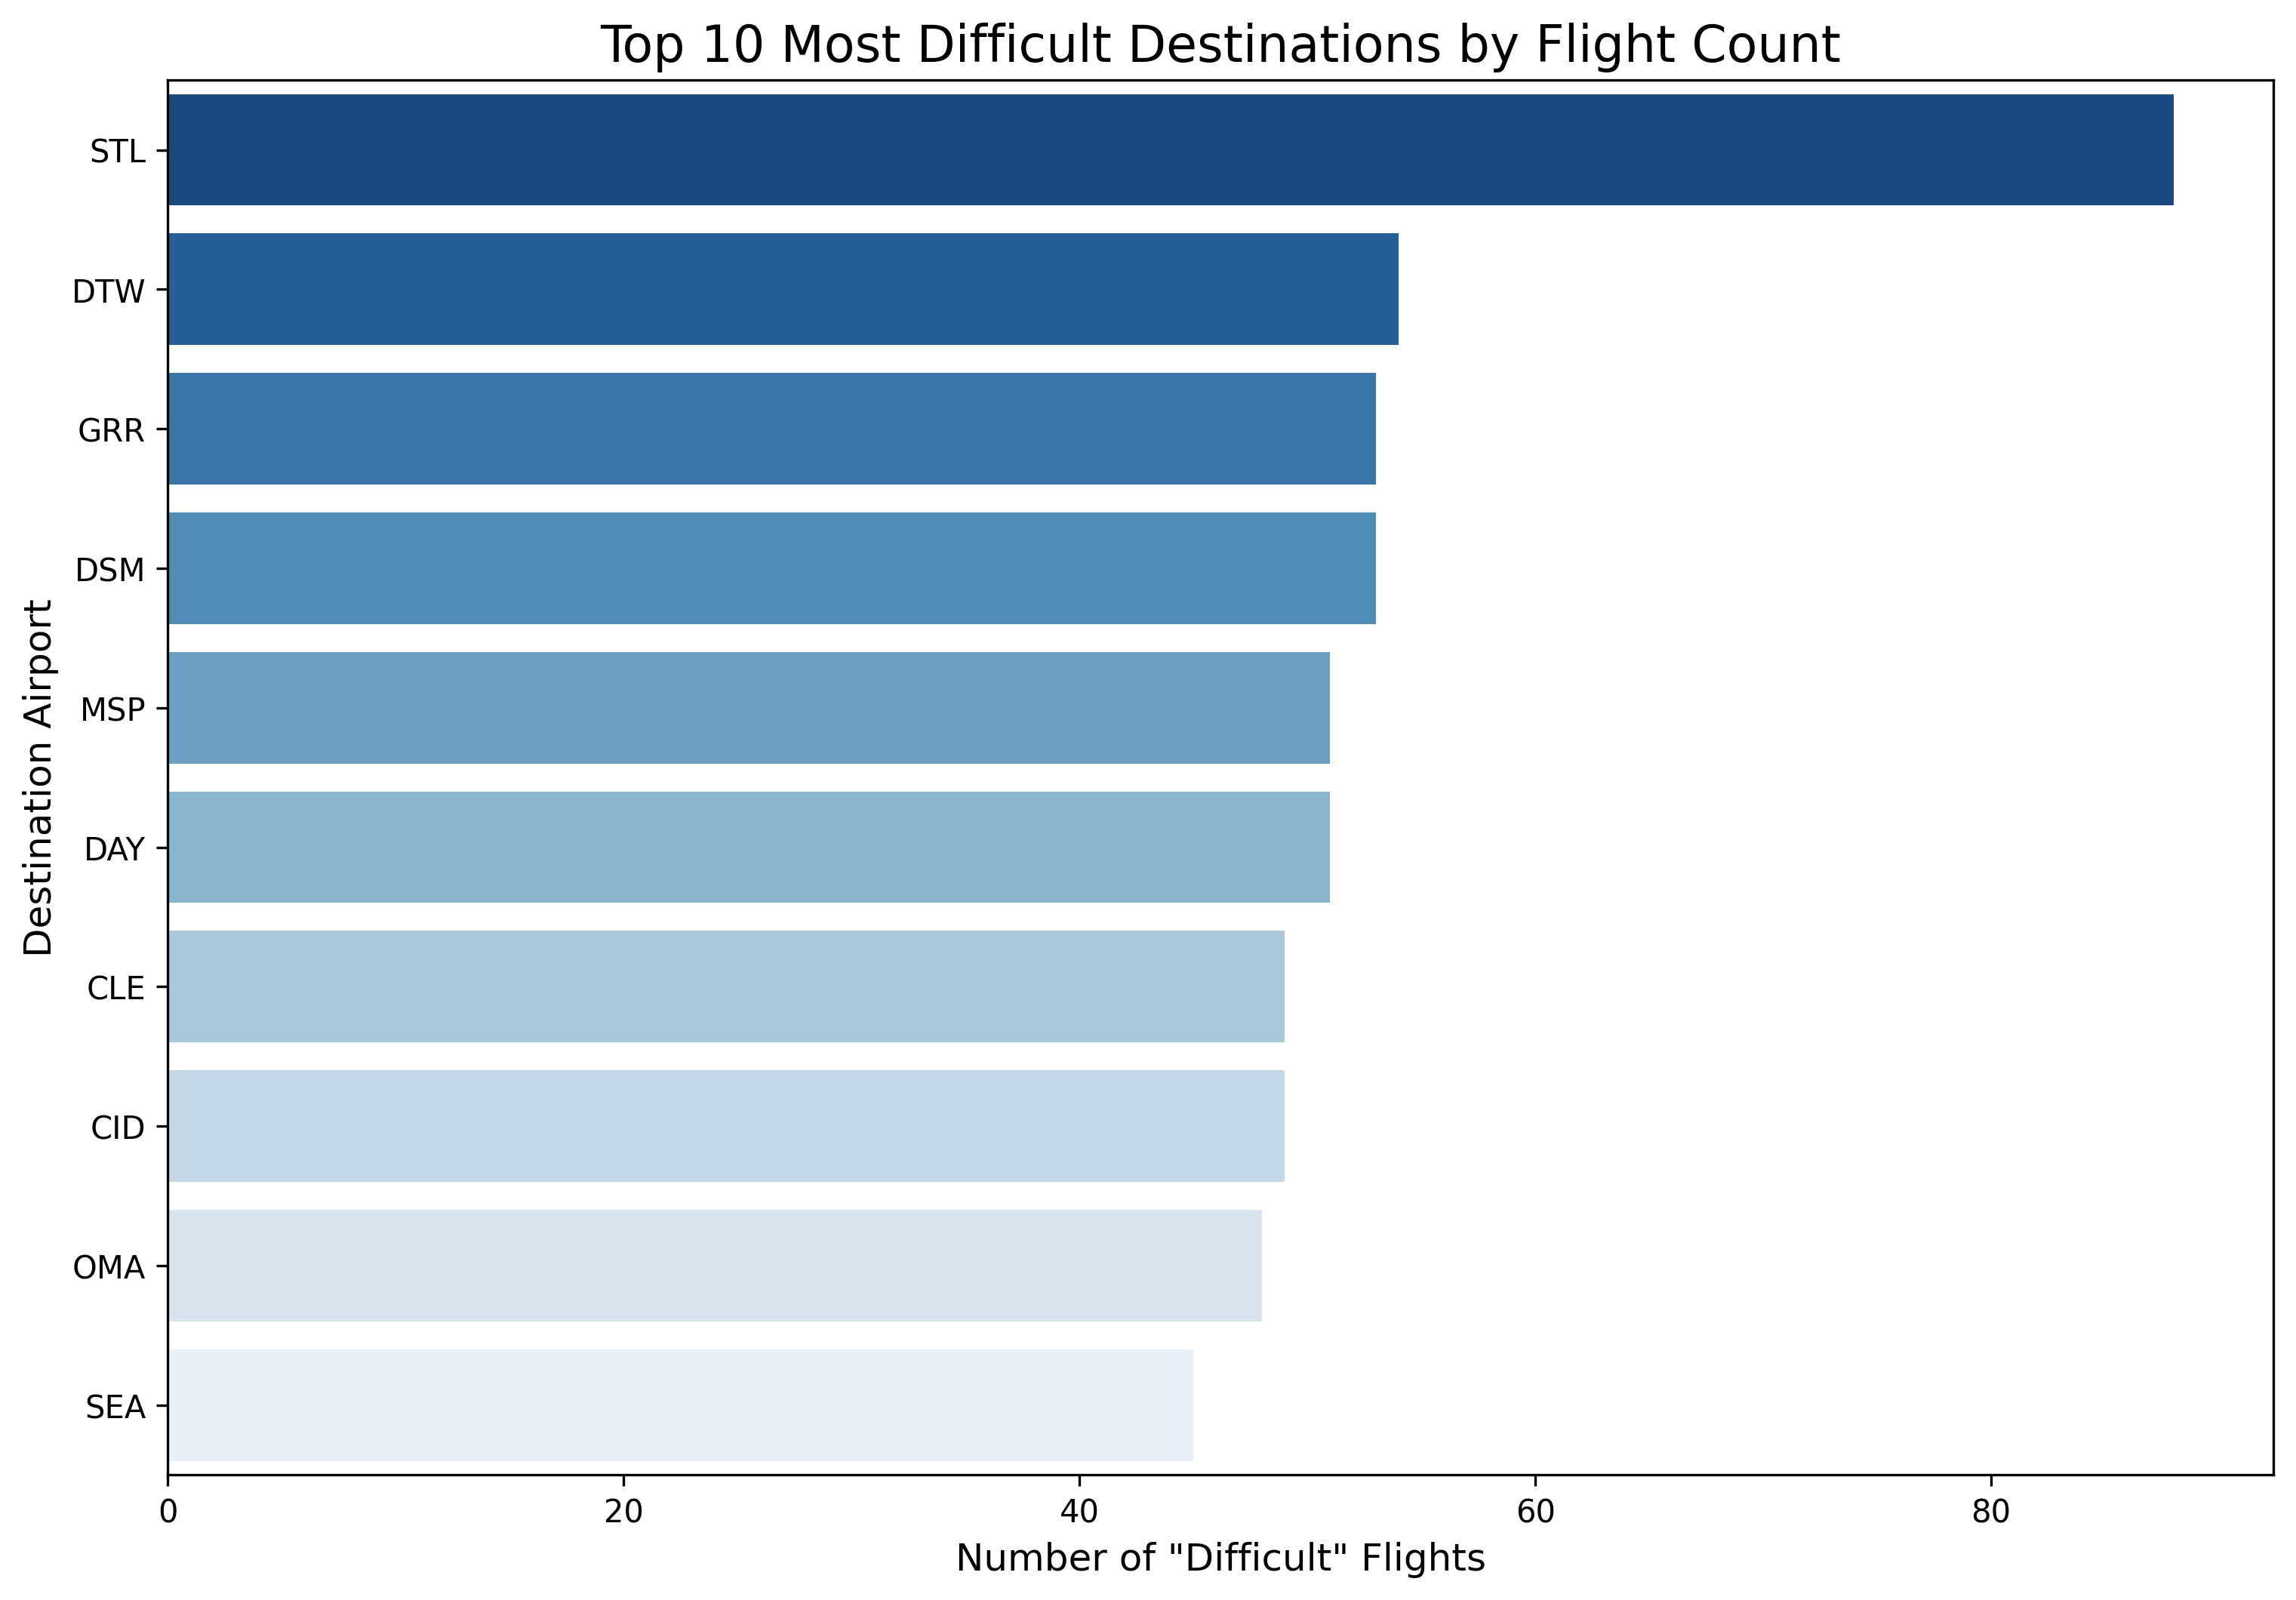 Top 10 Most Difficult Destinations by Flight Count
Destination Airport
STL
DTW
GRR
DSM
MSP
DAY
CLE
CID
OMA
SEA
0 20 40 60 80
Number of "Difficult" Flights